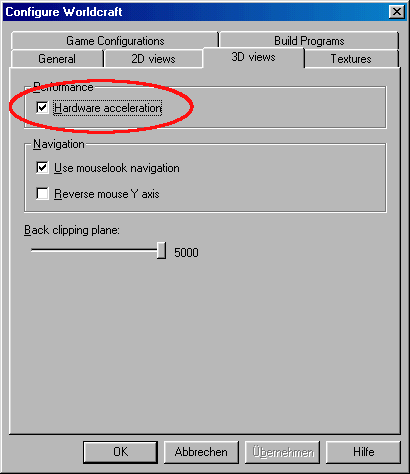 Configure Worldcraft
Game Configurations Build Programs
General 2D views 3D views Textures
Performance
Hardware acceleration
Navigation
Use mouselook navigation
Reverse mouse Y axis
Back clipping plane:
5000
OK Abbrechen Übernehmen Hilfe